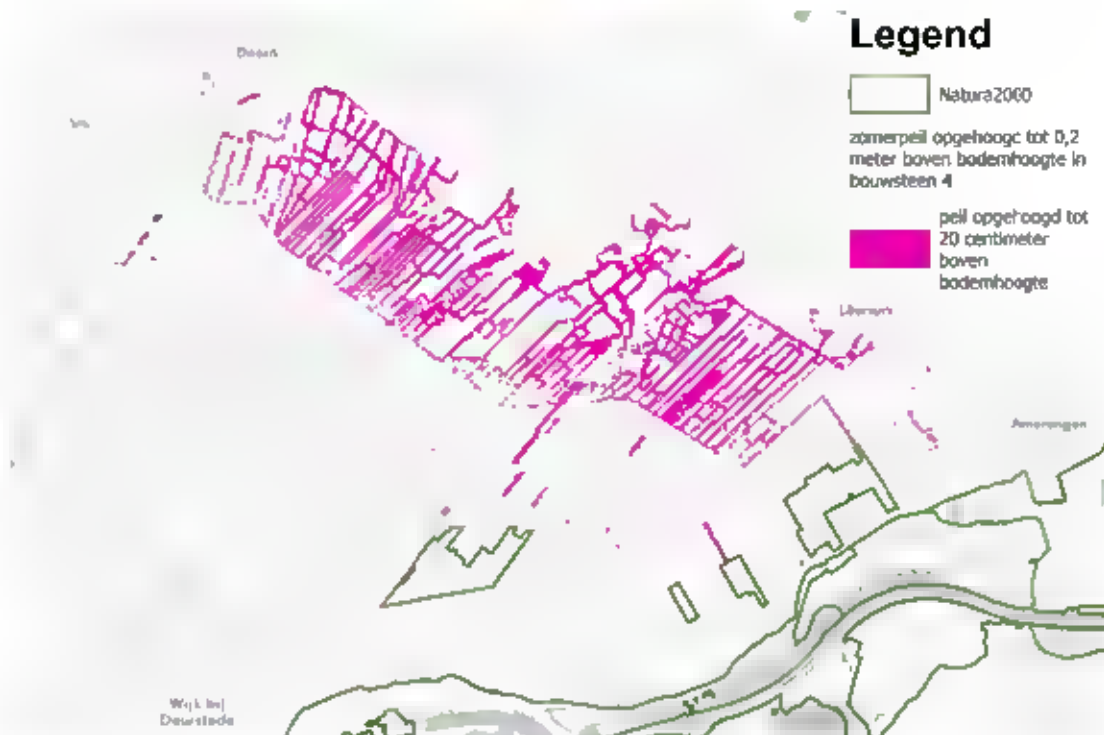 Legend
Doorn
Natura2000
zomerpeil opgehoogd tot 0,2
meter boven bodemhoogte in
bouwsteen 4
peil opgehoogd tot
20 centimeter
boven
bodemhoogte
Leersum
Amerongen
Wijk bij
Duurstede